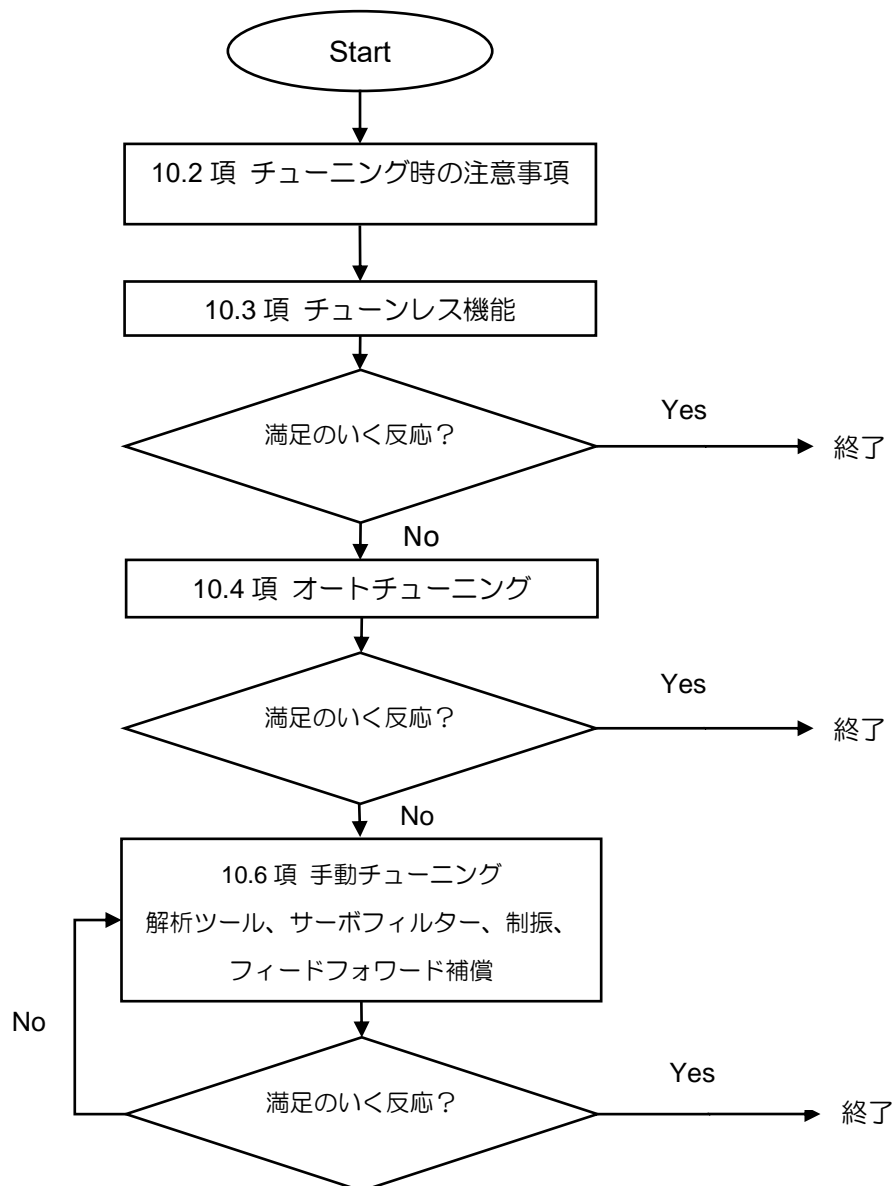 Start
10.2 項 チューニング時の注意事項
10.3 項 チューンレス機能
満足のいく反応？
Yes
終了
No
10.4 項 オートチューニング
満足のいく反応？
Yes
終了
No
10.6 項 手動チューニング
解析ツール、サーボフィルター、制振、
フィードフォワード補償
No
満足のいく反応？
Yes
終了